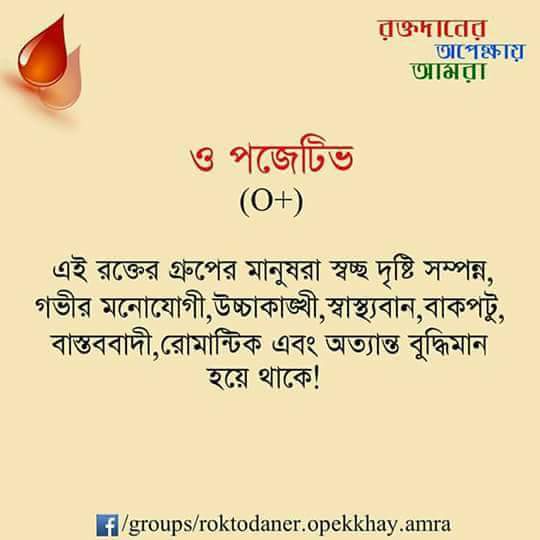 রক্তদানের
অপেক্ষায়
আমরা
ও পজেটিভ
(O+)
এই রক্তের গ্রুপের মানুষরা স্বচ্ছ দৃষ্টি সম্পন্ন,
গভীর মনোযোগী,উচ্চাকাঙ্খী,স্বাস্থ্যবান,বাকপটু,
বাস্তববাদী,রোমান্টিক এবং অত্যান্ত বুদ্ধিমান
হয়ে থাকে!
f /groups/roktodaner.opekkhay.amra